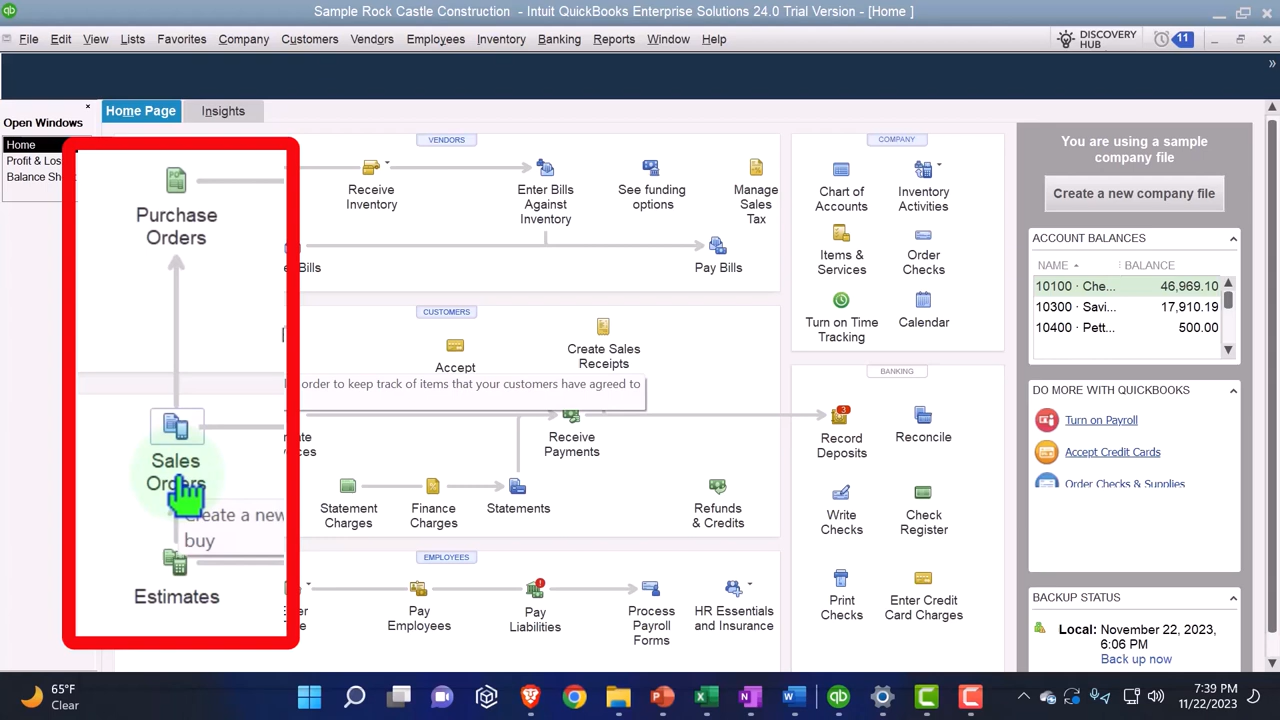 Sample Rock Castle Construction - Intuit QuickBooks Enterprise Solutions 24.0 Trial Version - [Home ]
File Edit View Lists Favorites Company Customers Vendors Employees Inventory Banking Reports Window Help
DISCOVERY
HUB
11
Home Page
Insights
Open Windows
Home
Profit & Los
Balance Sh
Purchase
Orders
Sales
Orders
Create a new
buy
Estimates
VENDORS
Receive
Inventory
Enter Bills
Against
Inventory
See funding
options
Manage
Sales
Tax
Bills
Pay Bills
CUSTOMERS
Accept
Create Sales
Receipts
order to keep track of items that your customers have agreed to
Receive
Payments
Statement
Charges
Finance
Charges
Statements
Refunds
& Credits
EMPLOYEES
Pay
Employees
Pay
Liabilities
Process
Payroll
Forms
HR Essentials
and Insurance
COMPANY
Chart of
Accounts
Inventory
Activities
Items &
Services
Order
Checks
Turn on Time
Tracking
Calendar
BANKING
3
Record
Deposits
Reconcile
Write
Checks
Check
Register
Print
Checks
Enter Credit
Card Charges
You are using a sample
company file
Create a new company file
ACCOUNT BALANCES
NAME BALANCE
10100 · Che... 46,969.10
10300 · Savi... 17,910.19
10400 · Pett... 500.00
DO MORE WITH QUICKBOOKS
Turn on Payroll
Accept Credit Cards
Order Checks & Supplies
BACKUP STATUS
Local: November 22, 2023,
6:06 PM
Back up now
65°F
Clear
7:39 PM
11/22/2023